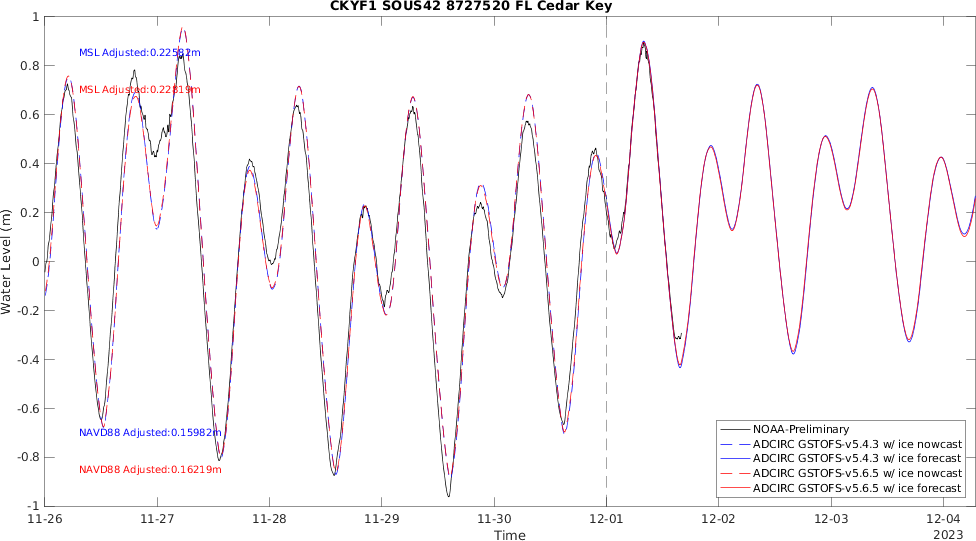 CKYF1 SOUS42 8727520 FL Cedar Key
1
0.8
0.6
0.4
0.2
0
-0.2
-0.4
-0.6
-0.8
-1
Water Level (m)
MSL Adjusted:0.22582m
MSL Adjusted:0.22819m
NAVD88 Adjusted:0.15982m
NAVD88 Adjusted:0.16219m
NOAA-Preliminary
ADCIRC GSTOFS-v5.4.3 w/ ice nowcast
ADCIRC GSTOFS-v5.4.3 w/ ice forecast
ADCIRC GSTOFS-v5.6.5 w/ ice nowcast
ADCIRC GSTOFS-v5.6.5 w/ ice forecast
11-26 11-27 11-28 11-29 11-30 12-01 12-02 12-03 12-04
Time
2023